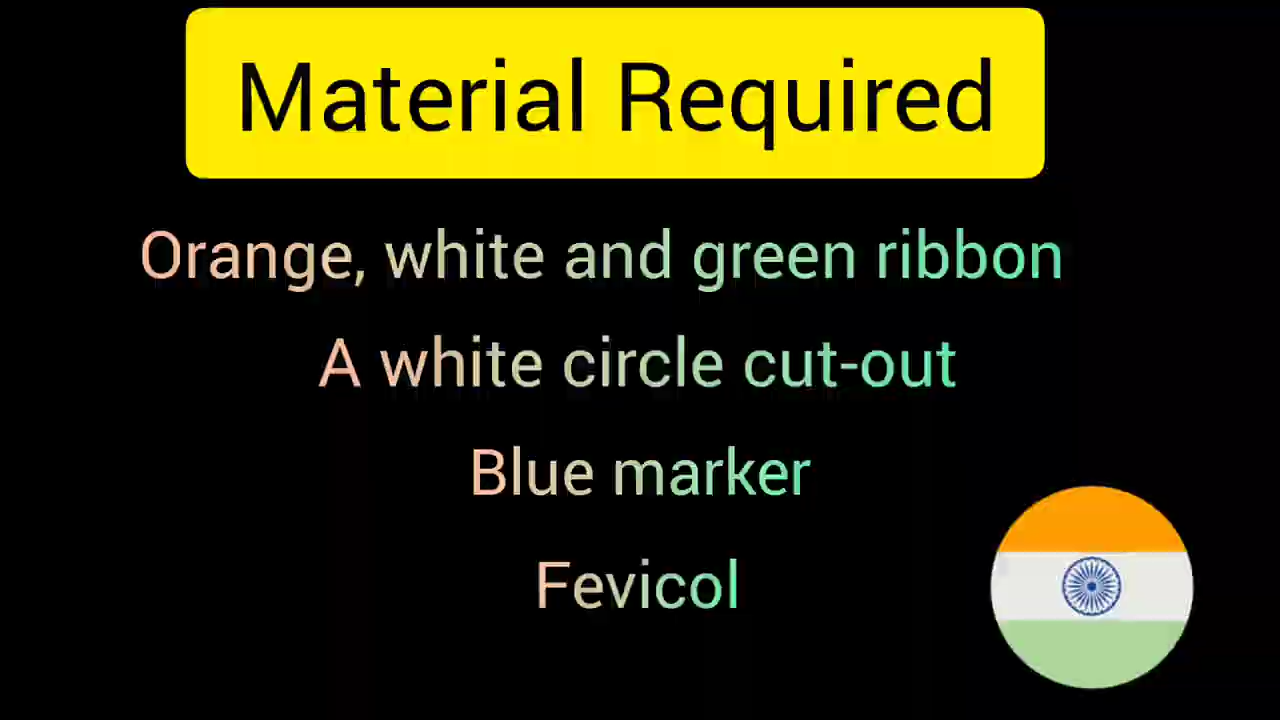 Material Required
Orange, white and green ribbon
A white circle cut-out
Blue marker
Fevicol